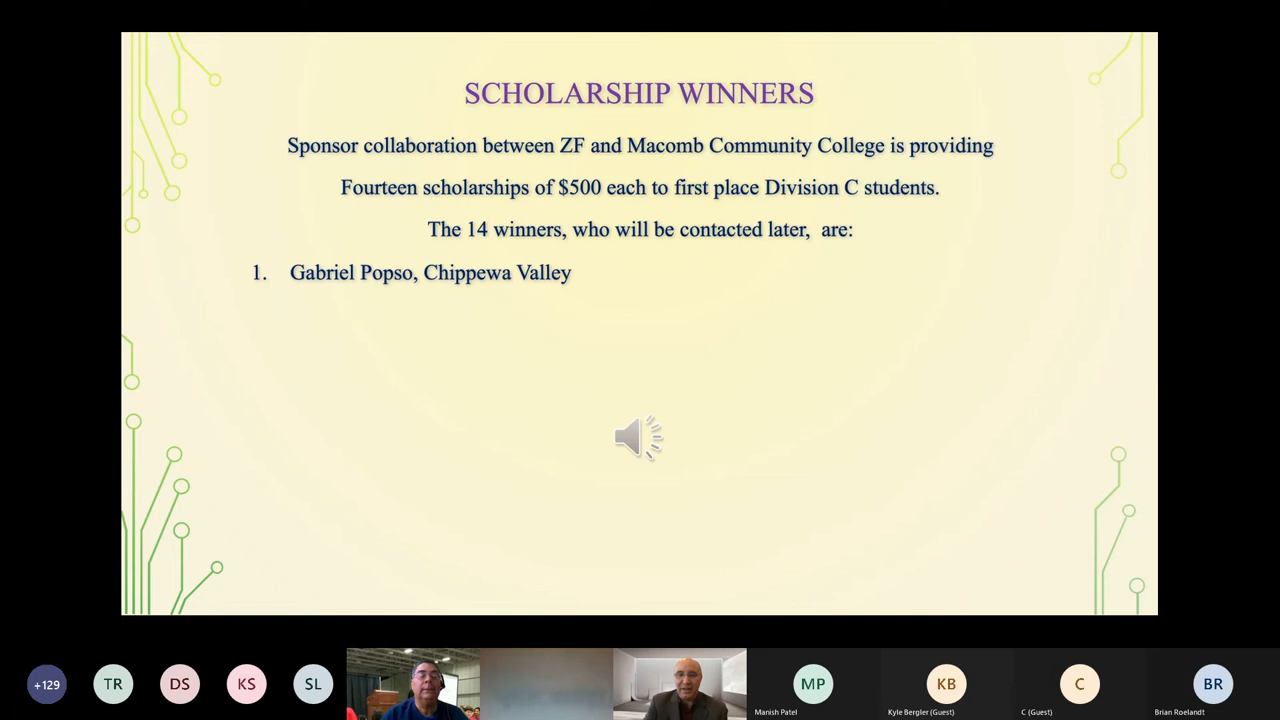 SCHOLARSHIP WINNERS
Sponsor collaboration between ZF and Macomb Community College is providing
Fourteen scholarships of $500 each to first place Division C students.
The 14 winners, who will be contacted later,  are:
1. Gabriel Popso, Chippewa Valley
+129
TR
DS
KS
SL
MP
KB
C
BR
Manish Patel
Kyle Bergler (Guest)
C (Guest)
Brian Roelandt